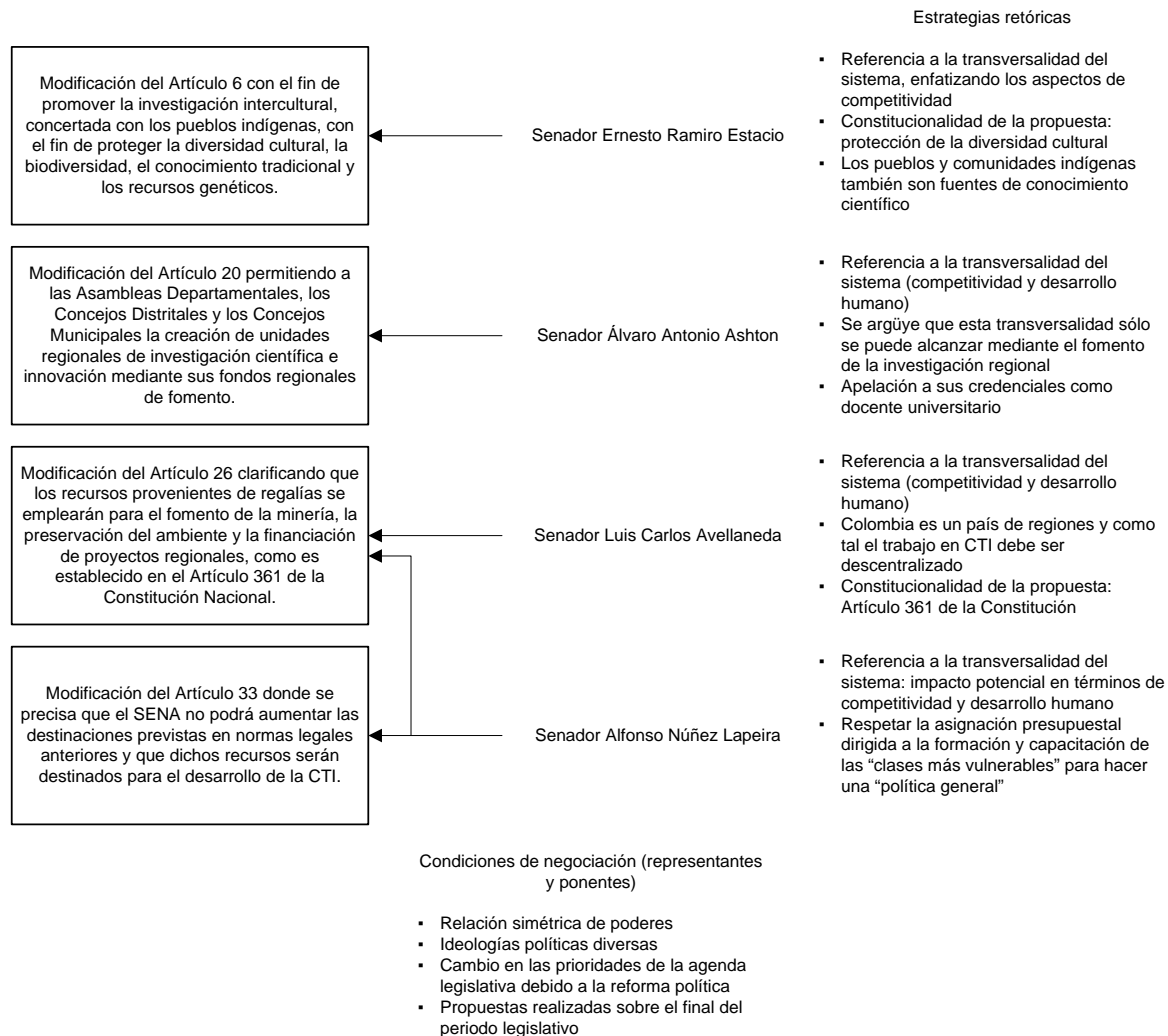 Estrategias retóricas
Modificación del Artículo 6 con el fin de
promover la investigación intercultural,
concertada con los pueblos indígenas, con
el fin de proteger la diversidad cultural, la
biodiversidad, el conocimiento tradicional y
los recursos genéticos.
Senador Ernesto Ramiro Estacio
▪ Referencia a la transversalidad del
sistema, enfatizando los aspectos de
competitividad
▪ Constitucionalidad de la propuesta:
protección de la diversidad cultural
▪ Los pueblos y comunidades indígenas
también son fuentes de conocimiento
científico
Modificación del Artículo 20 permitiendo a
las Asambleas Departamentales, los
Concejos Distritales y los Concejos
Municipales la creación de unidades
regionales de investigación científica e
innovación mediante sus fondos regionales
de fomento.
Senador Álvaro Antonio Ashton
▪ Referencia a la transversalidad del
sistema (competitividad y desarrollo
humano)
▪ Se argüye que esta transversalidad sólo
se puede alcanzar mediante el fomento
de la investigación regional
▪ Apelación a sus credenciales como
docente universitario
Modificación del Artículo 26 clarificando que
los recursos provenientes de regalías se
emplearán para el fomento de la minería, la
preservación del ambiente y la financiación
de proyectos regionales, como es
establecido en el Artículo 361 de la
Constitución Nacional.
Senador Luis Carlos Avellaneda
▪ Referencia a la transversalidad del
sistema (competitividad y desarrollo
humano)
▪ Colombia es un país de regiones y como
tal el trabajo en CTI debe ser
descentralizado
▪ Constitucionalidad de la propuesta:
Artículo 361 de la Constitución
Modificación del Artículo 33 donde se
precisa que el SENA no podrá aumentar las
destinaciones previstas en normas legales
anteriores y que dichos recursos serán
destinados para el desarrollo de la CTI.
Senador Alfonso Núñez Lapeira
▪ Referencia a la transversalidad del
sistema: impacto potencial en términos de
competitividad y desarrollo humano
▪ Respetar la asignación presupuestal
dirigida a la formación y capacitación de
las “clases más vulnerables” para hacer
una “política general”
Condiciones de negociación (representantes
y ponentes)
▪ Relación simétrica de poderes
▪ Ideologías políticas diversas
▪ Cambio en las prioridades de la agenda
legislativa debido a la reforma política
▪ Propuestas realizadas sobre el final del
periodo legislativo